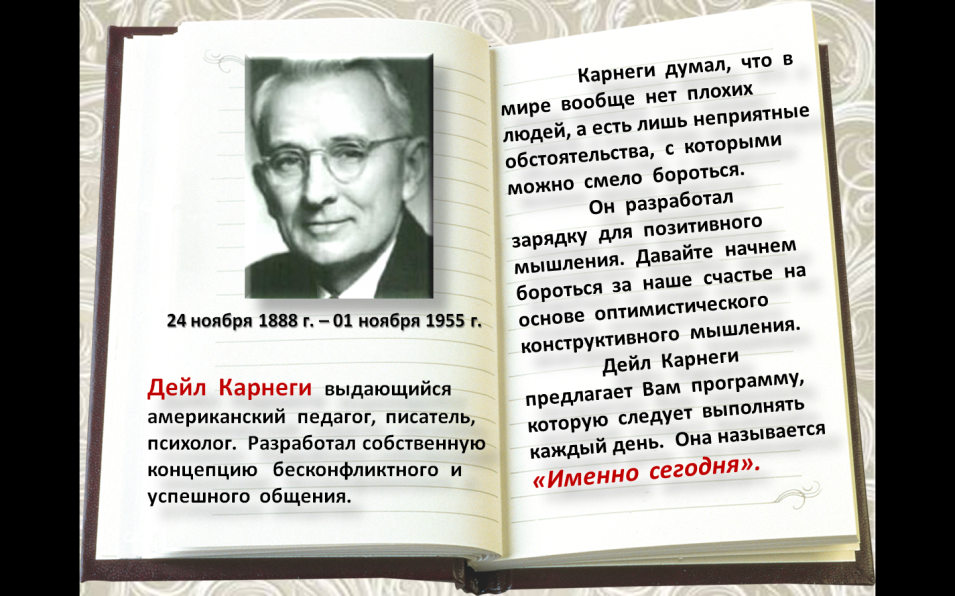 24 ноября 1888 г. – 01 ноября 1955 г.
Дейл Карнеги выдающийся
американский педагог, писатель,
психолог. Разработал собственную
концепцию бесконфликтного и
успешного общения.
Карнеги думал, что в
мире вообще нет плохих
людей, а есть лишь неприятные
обстоятельства, с которыми
можно смело бороться.
Он разработал
зарядку для позитивного
мышления. Давайте начнем
бороться за наше счастье на
основе оптимистического
конструктивного мышления.
Дейл Карнеги
предлагает Вам программу,
которую следует выполнять
каждый день. Она называется
«Именно сегодня».